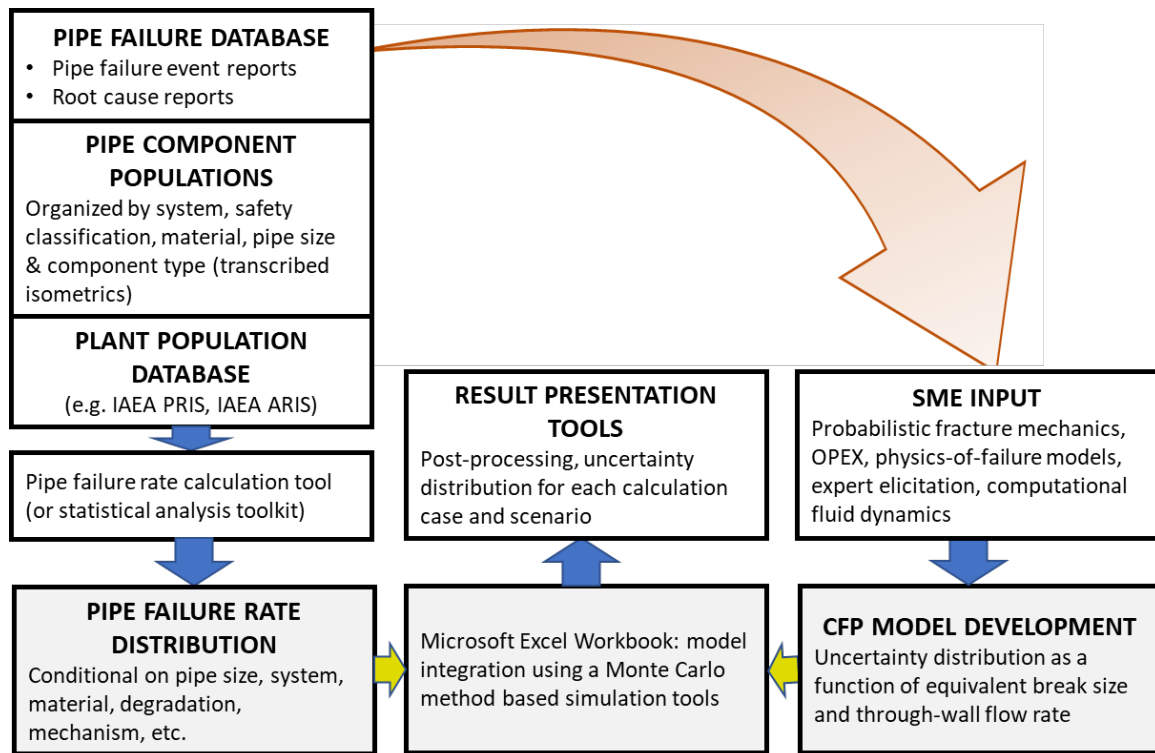 PIPE FAILURE DATABASE
• Pipe failure event reports
• Root cause reports
PIPE COMPONENT
POPULATIONS
Organized by system, safety
classification, material, pipe size
& component type (transcribed
isometrics)
PLANT POPULATION
DATABASE
(e.g. IAEA PRIS, IAEA ARIS)
Pipe failure rate calculation tool
(or statistical analysis toolkit)
PIPE FAILURE RATE
DISTRIBUTION
Conditional on pipe size, system,
material, degradation,
mechanism, etc.
RESULT PRESENTATION
TOOLS
Post-processing, uncertainty
distribution for each calculation
case and scenario
Microsoft Excel Workbook: model
integration using a Monte Carlo
method based simulation tools
SME INPUT
Probabilistic fracture mechanics,
OPEX, physics-of-failure models,
expert elicitation, computational
fluid dynamics
CFP MODEL DEVELOPMENT
Uncertainty distribution as a
function of equivalent break size
and through-wall flow rate